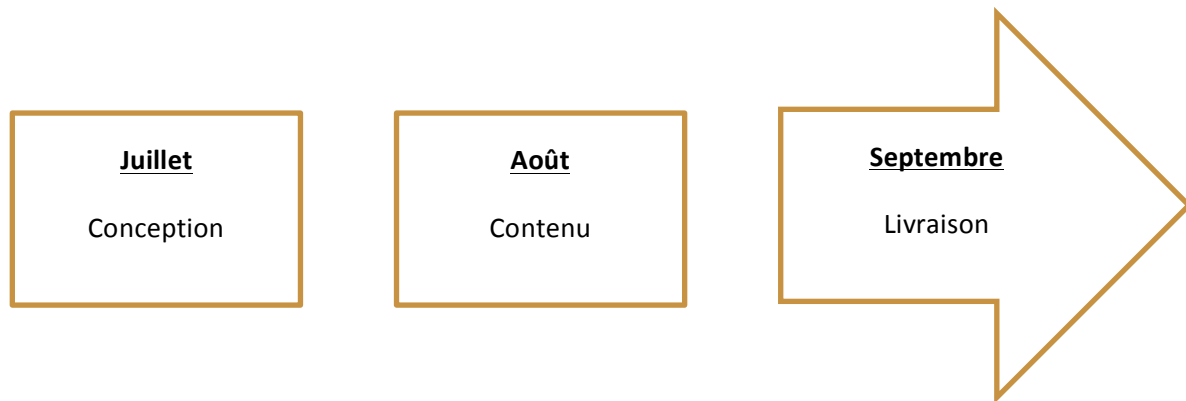 Juillet
Conception
Août
Contenu
Septembre
Livraison